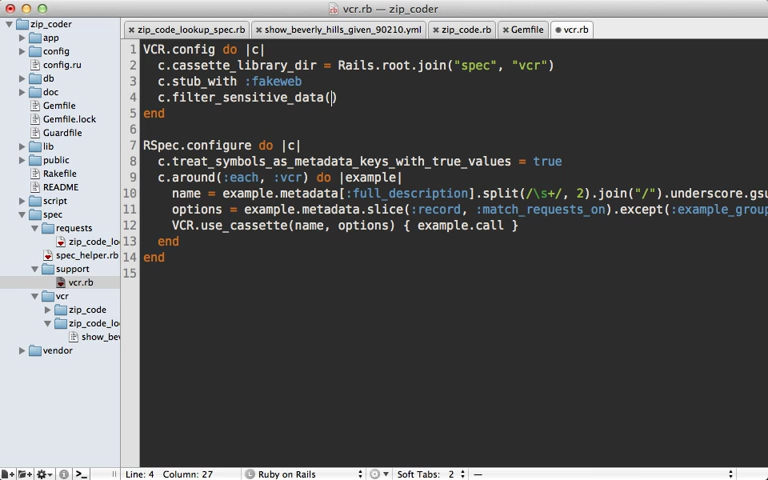 vcr.rb — zip_coder
zip_code_lookup_spec.rb
show_beverly_hills_given_90210.yml
zip_code.rb
Gemfile
vcr.rb
zip_coder
app
config
config.ru
db
doc
Gemfile
Gemfile.lock
Guardfile
lib
public
Rakefile
README
script
spec
requests
zip_code_lo
spec_helper.rb
support
vcr.rb
vcr
zip_code
zip_code_lo
show_bev
vendor
1 VCR.config do |c|
2 c.cassette_library_dir = Rails.root.join("spec", "vcr")
3 c.stub_with :fakeweb
4 c.filter_sensitive_data()
5 end
6
7 RSpec.configure do |c|
8 c.treat_symbols_as_metadata_keys_with_true_values = true
9 c.around(:each, :vcr) do |example|
10 name = example.metadata[:full_description].split(/\s+/, 2).join("/").underscore.gsu
11 options = example.metadata.slice(:record, :match_requests_on).except(:example_group
12 VCR.use_cassette(name, options) { example.call }
13 end
14 end
15
Line: 4 Column: 27 Ruby on Rails Soft Tabs: 2 —